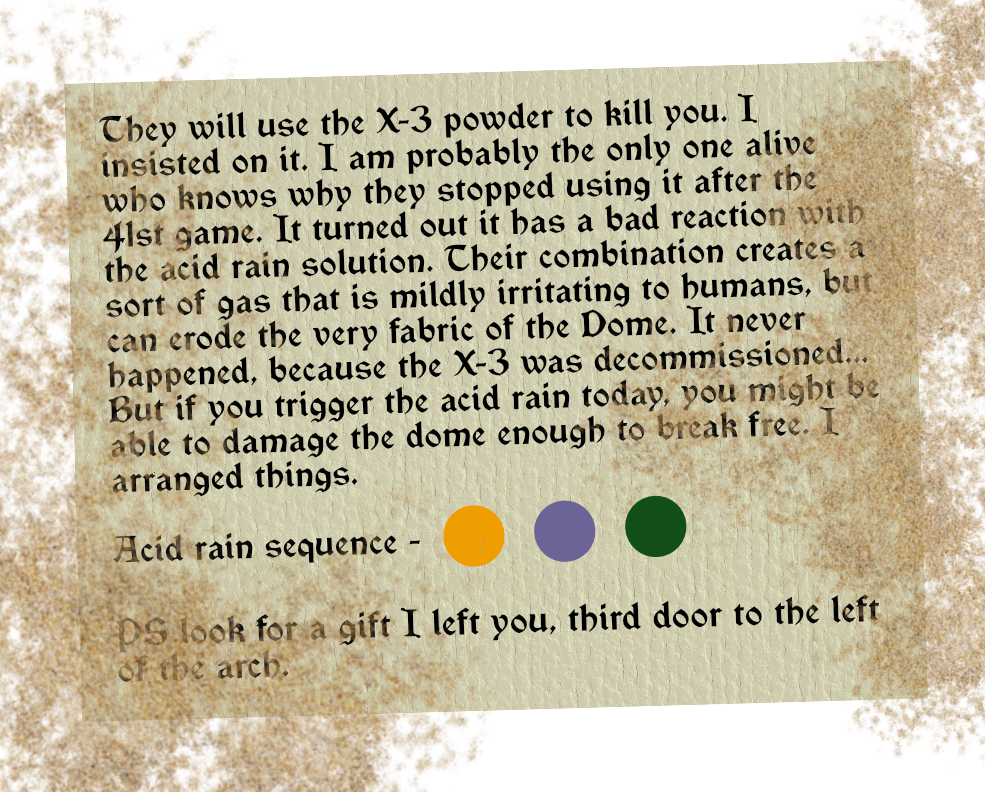 They will use the X-3 powder to kill you. I
insisted on it. I am probably the only one alive
who knows why they stopped using it after the
41st game. It turned out it has a bad reaction with
the acid rain solution. Their combination creates a
sort of gas that is mildly irritating to humans, but
can erode the very fabric of the Dome. It never
happened, because the X-3 was decommissioned...
But if you trigger the acid rain today, you might be
able to damage the dome enough to break free. I
arranged things.
Acid rain sequence -
PS look for a gift I left you, third door to the left
of the arch.